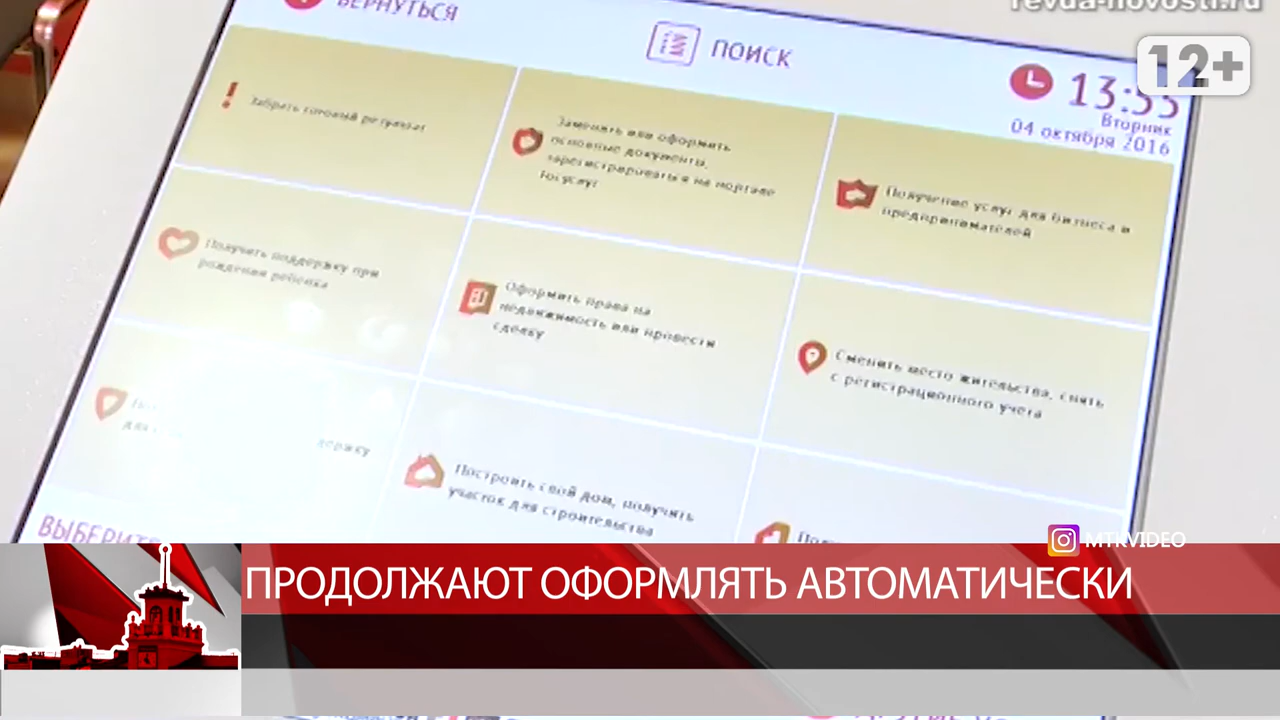 revda-novosti.ru
ВЕРНУТЬСЯ
ПОИСК
12+
13:55
Вторник
04 октября 2016
Забрать готовый результат
Заменить или оформить
основные документы,
зарегистрироваться на портале
Госуслуг
Получение услуг для бизнеса и
предпринимателей
Получить поддержку при
рождении ребенка
Оформить права на
недвижимость или провести
сделку
Сменить место жительства, снять
с регистрационного учета
Построить свой дом, получить
участок для строительства
MTKVIDEO
ПРОДОЛЖАЮТ ОФОРМЛЯТЬ АВТОМАТИЧЕСКИ